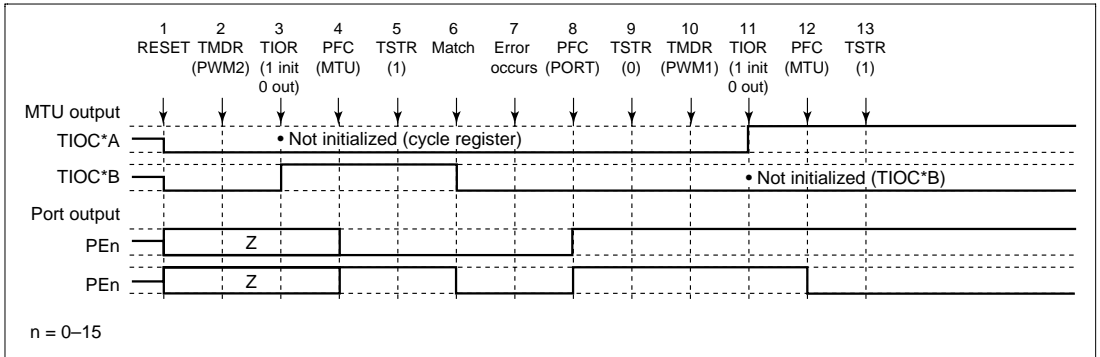 1 2 3 4 5 6 7 8 9 10 11 12 13
RESET TMDR TIOR PFC TSTR Match Error PFC TSTR TMDR TIOR PFC TSTR
(PWM2) (1 init (MTU) (1) occurs (PORT) (0) (PWM1) (1 init (MTU) (1)
0 out) 0 out)
MTU output
TIOC*A • Not initialized (cycle register)
TIOC*B • Not initialized (TIOC*B)
Port output
PEn Z
PEn Z
n = 0–15